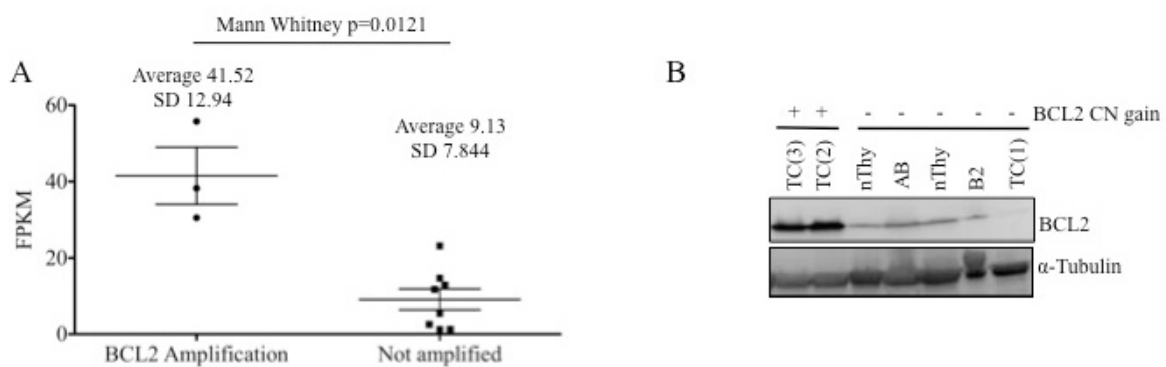 Mann Whitney p=0.0121
A
Average 41.52
SD 12.94
Average 9.13
SD 7.844
60
40
20
0
FPKM
BCL2 Amplification
Not amplified
B
+ + - - - - -
BCL2 CN gain
TC(3) TC(2) nThy AB nThy B2 TC(1)
BCL2
α-Tubulin